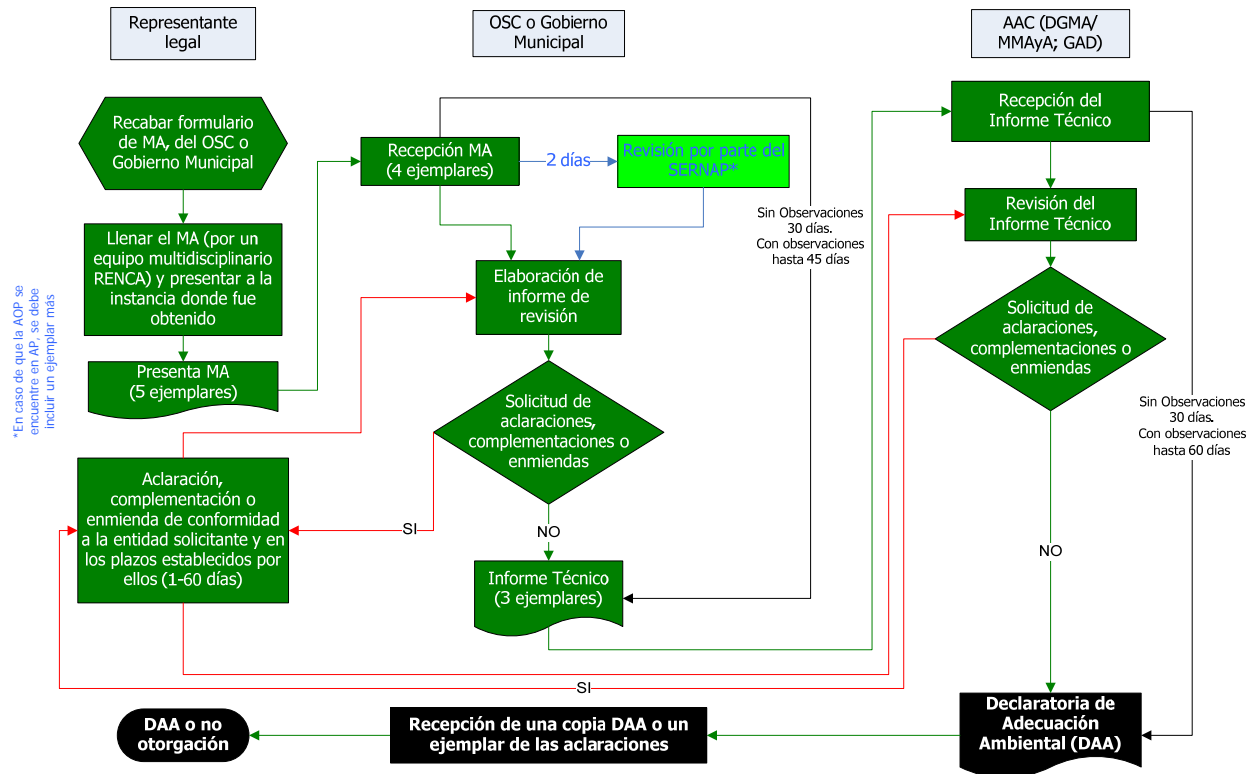 Representante
legal
OSC o Gobierno
Municipal
AAC (DGMA/
MMAyA; GAD)
Recabar formulario
de MA, del OSC o
Gobierno Municipal
Llenar el MA (por un
equipo multidisciplinario
RENCA) y presentar a la
instancia donde fue
obtenido
Presenta MA
(5 ejemplares)
*En caso de que la AOP se
encuentre en AP, se debe
incluir un ejemplar más
Aclaración,
complementación o
enmienda de conformidad
a la entidad solicitante y en
los plazos establecidos por
ellos (1-60 días)
Recepción MA
(4 ejemplares)
2 días
Revisión por parte del
SERNAP*
Sin Observaciones
30 días.
Con observaciones
hasta 45 días
Elaboración de
informe de
revisión
Solicitud de
aclaraciones,
complementaciones o
enmiendas
SI
NO
Informe Técnico
(3 ejemplares)
Recepción del
Informe Técnico
Revisión del
Informe Técnico
Solicitud de
aclaraciones,
complementaciones o
enmiendas
Sin Observaciones
30 días.
Con observaciones
hasta 60 días
NO
SI
Declaratoria de
Adecuación
Ambiental (DAA)
Recepción de una copia DAA o un
ejemplar de las aclaraciones
DAA o no
otorgación